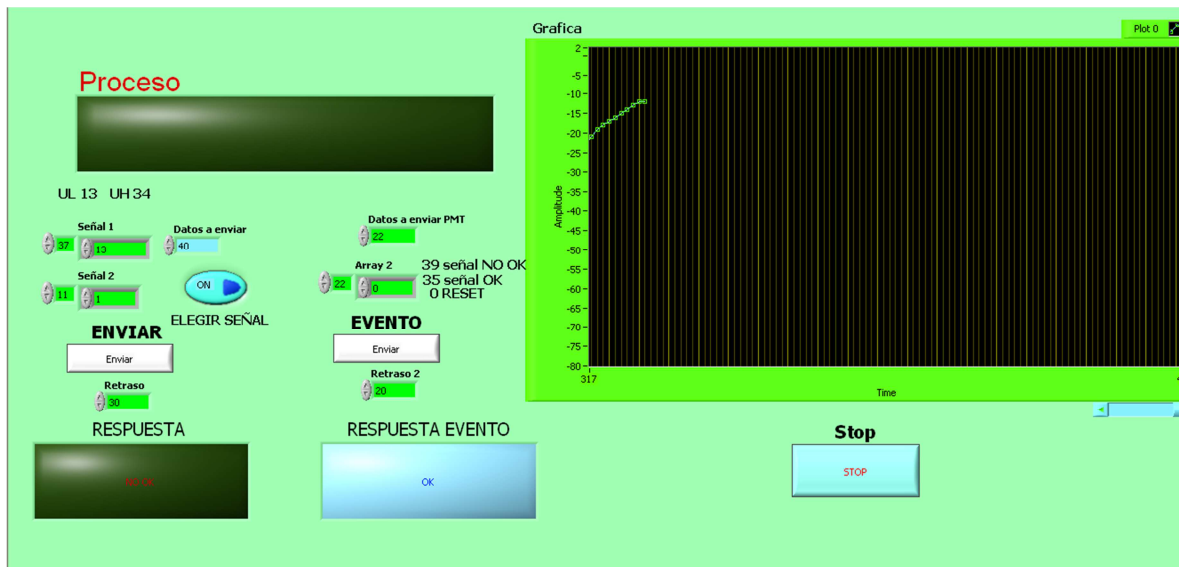 Proceso
UL 13 UH 34
Señal 1
37
13
Datos a enviar
40
Señal 2
11
1
ON
ELEGIR SEÑAL
ENVIAR
Enviar
Retraso
30
RESPUESTA
NO OK
Datos a enviar PMT
22
Array 2
22
0
39 señal NO OK
35 señal OK
0 RESET
EVENTO
Enviar
Retraso 2
20
RESPUESTA EVENTO
OK
Grafica
Plot 0
Amplitude
2
-5
-10
-15
-20
-25
-30
-35
-40
-45
-50
-55
-60
-65
-70
-75
-80
317
Time
Stop
STOP